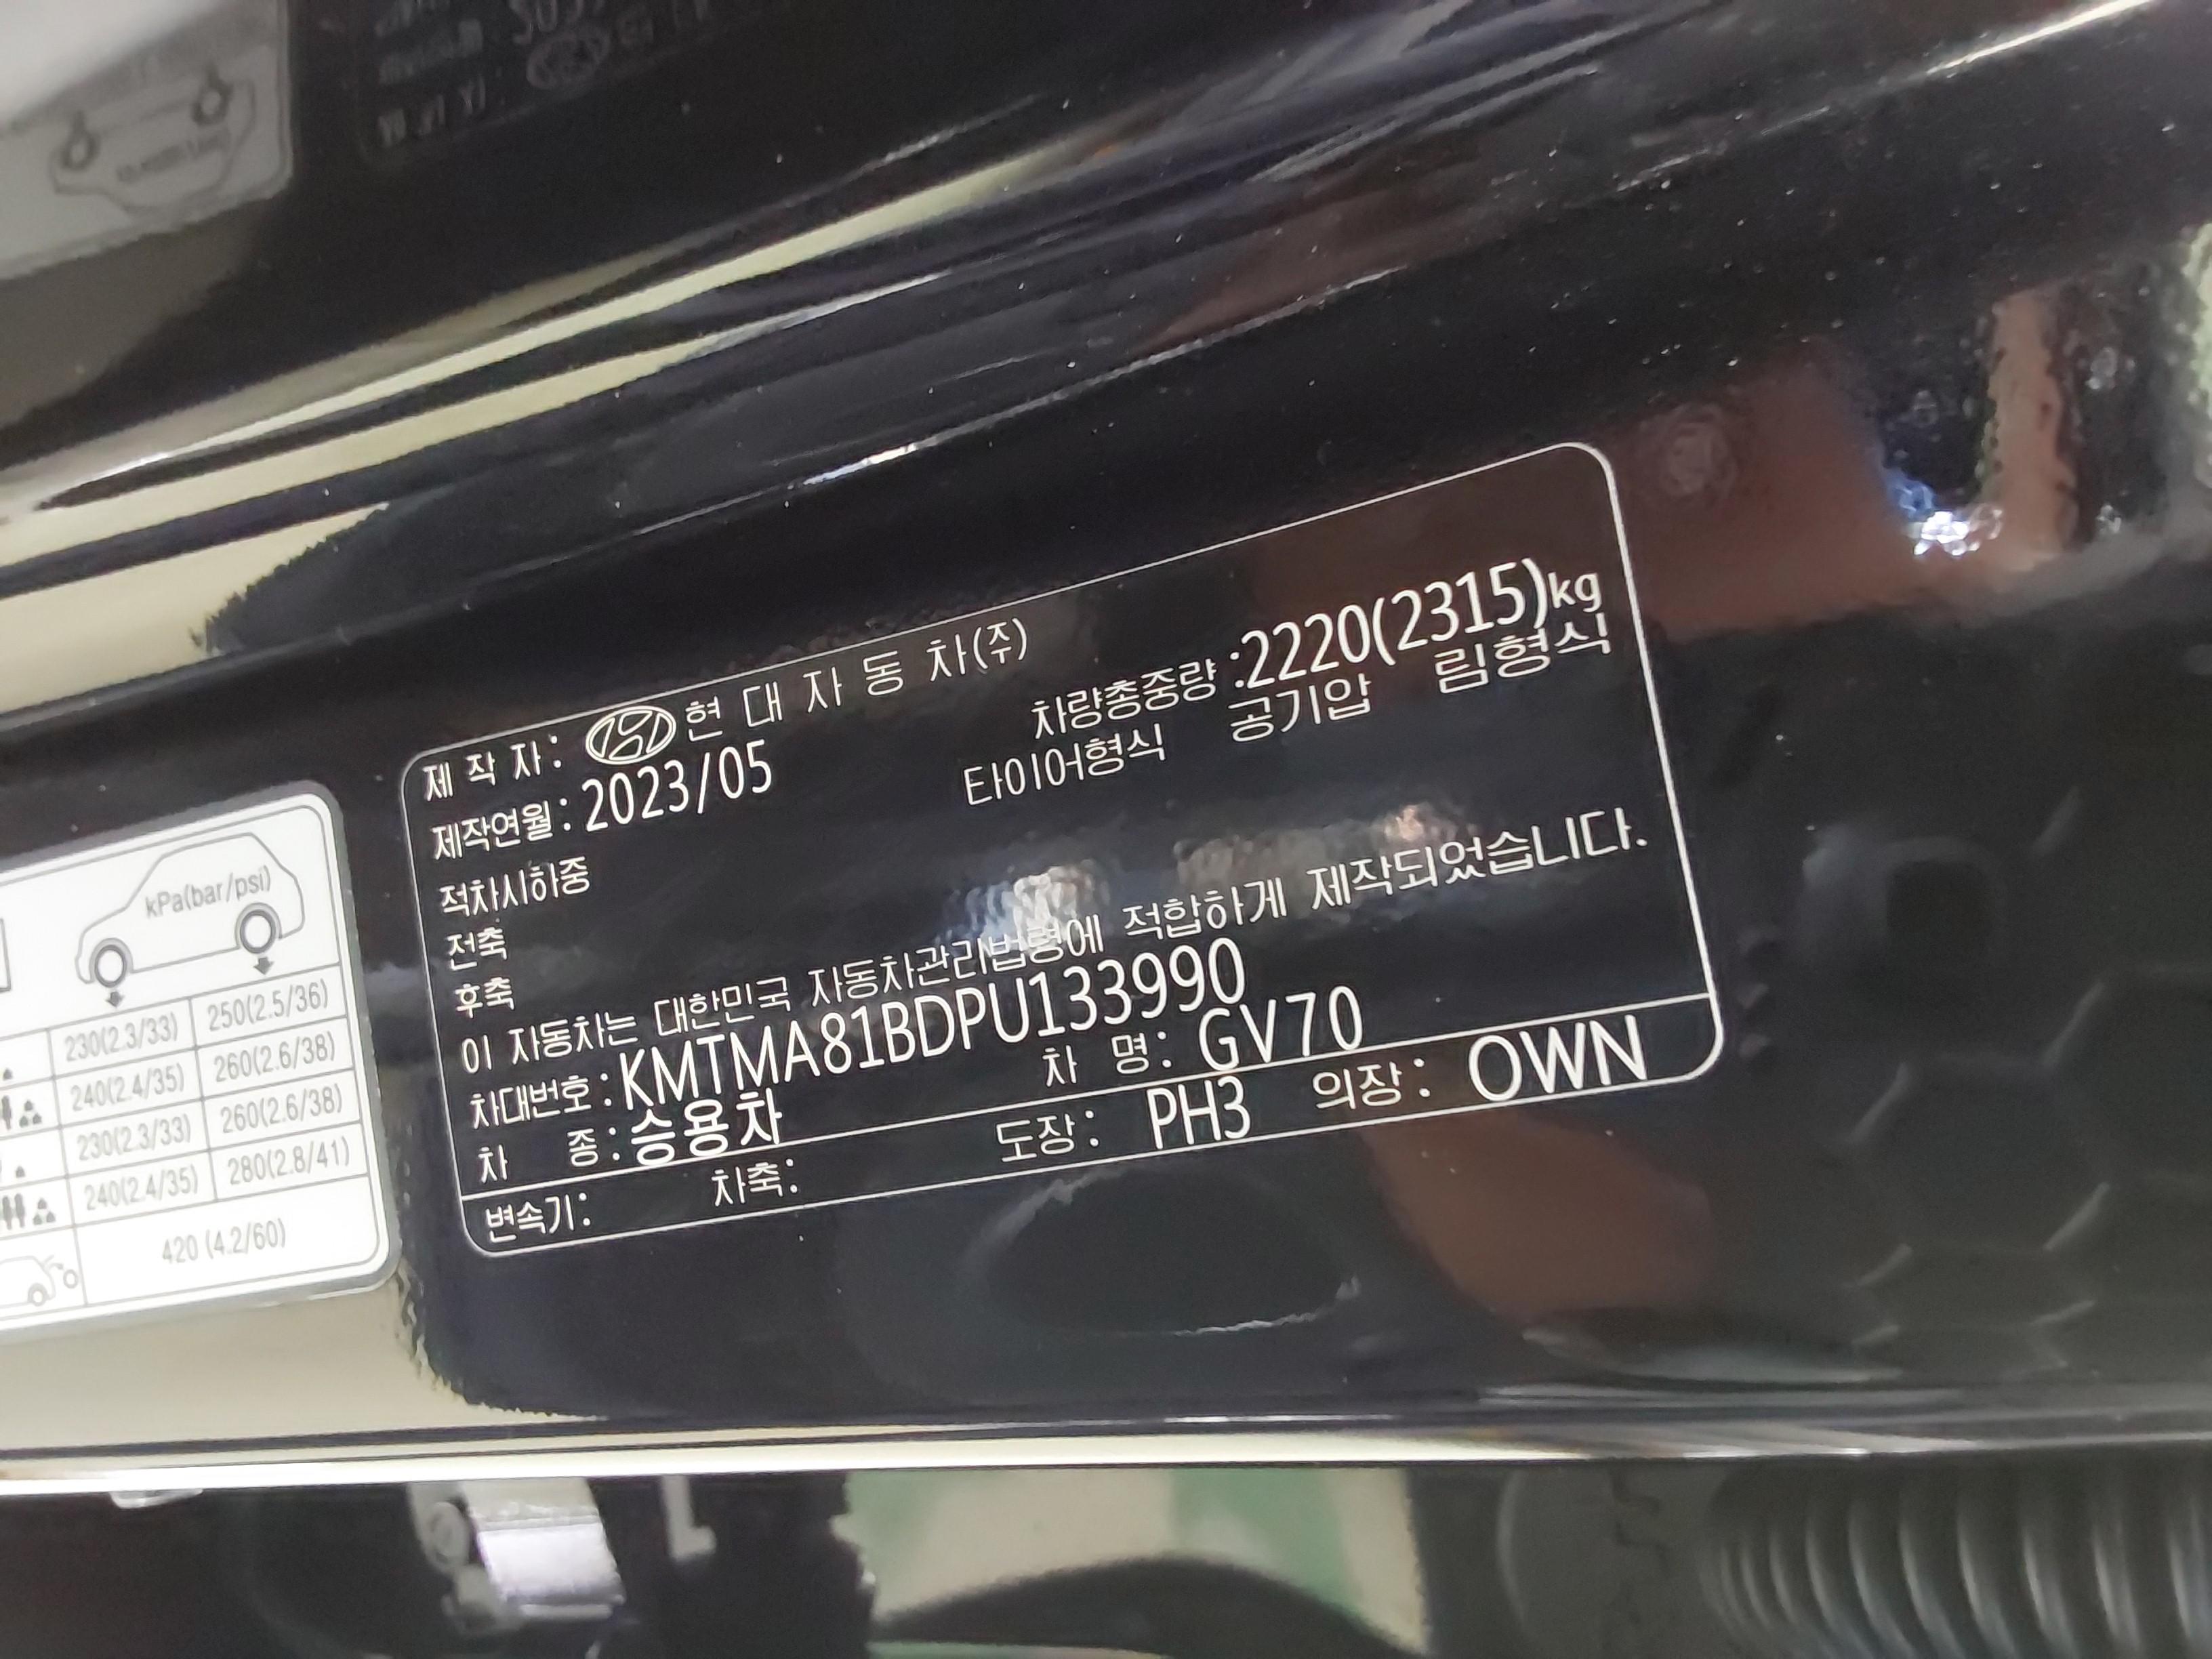 제 작 자 : 현 대 자 동 차(주)
제작연월 : 2023/05
차량총중량 :2220(2315)kg
타이어형식 공기압 림형식
적차시하중
전축
후축
이 자동차는 대한민국 자동차관리법령에 적합하게 제작되었습니다.
차대번호 : KMTMA81BDPU133990
차 종 : 승용차 차 명 : GV70
변속기 : 차축 : 도장 : PH3 의장 : OWN
kPa(bar/psi)
230(2.3/33) 250(2.5/36)
240(2.4/35) 260(2.6/38)
230(2.3/33) 260(2.6/38)
240(2.4/35) 280(2.8/41)
420 (4.2/60)